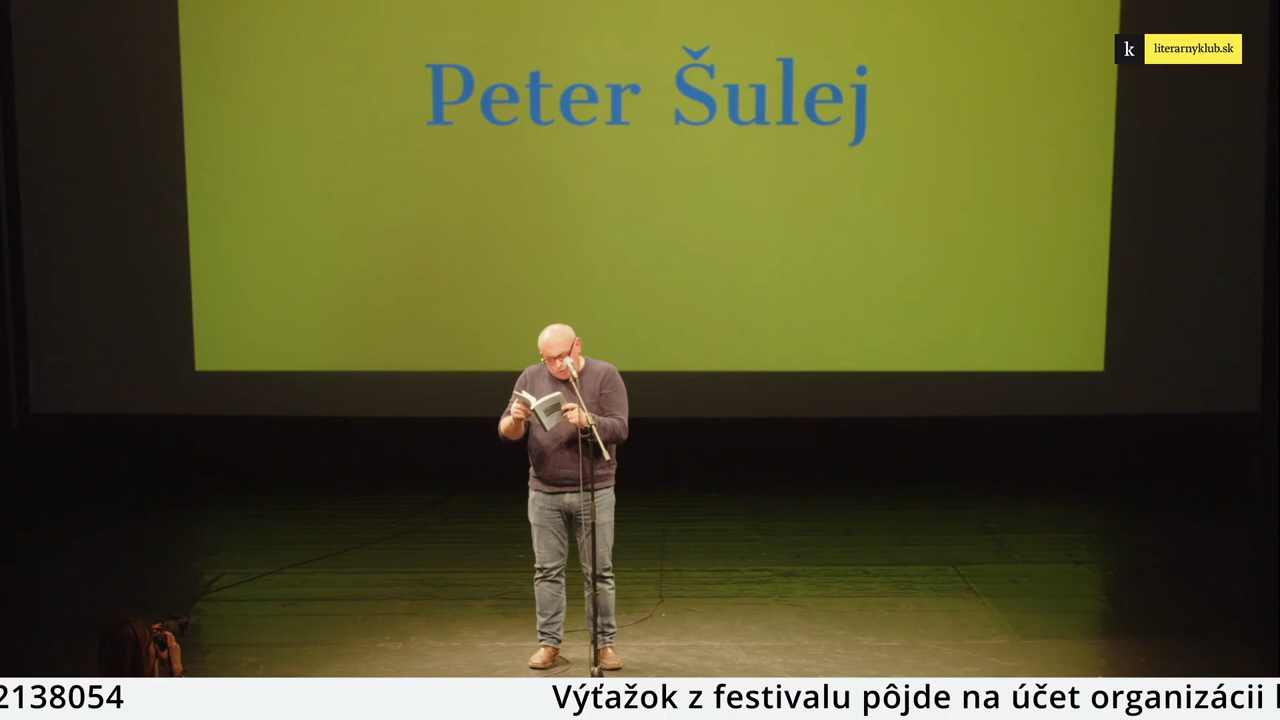 Peter Šulej
k literarnyklub.sk
2138054 Výťažok z festivalu pôjde na účet organizácii